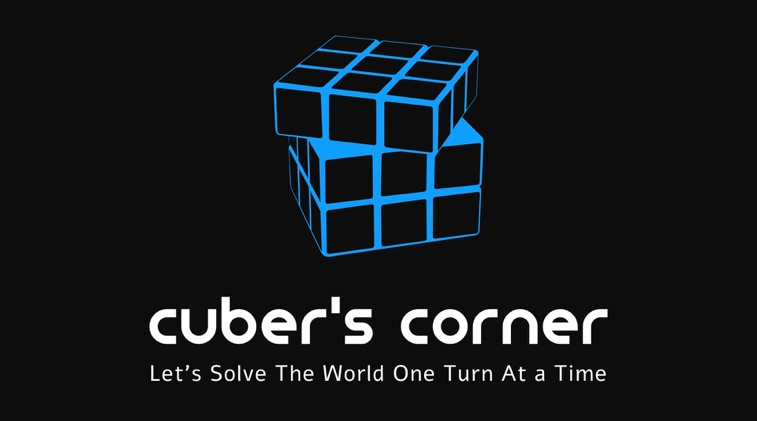 cuber's corner
Let’s Solve The World One Turn At a Time